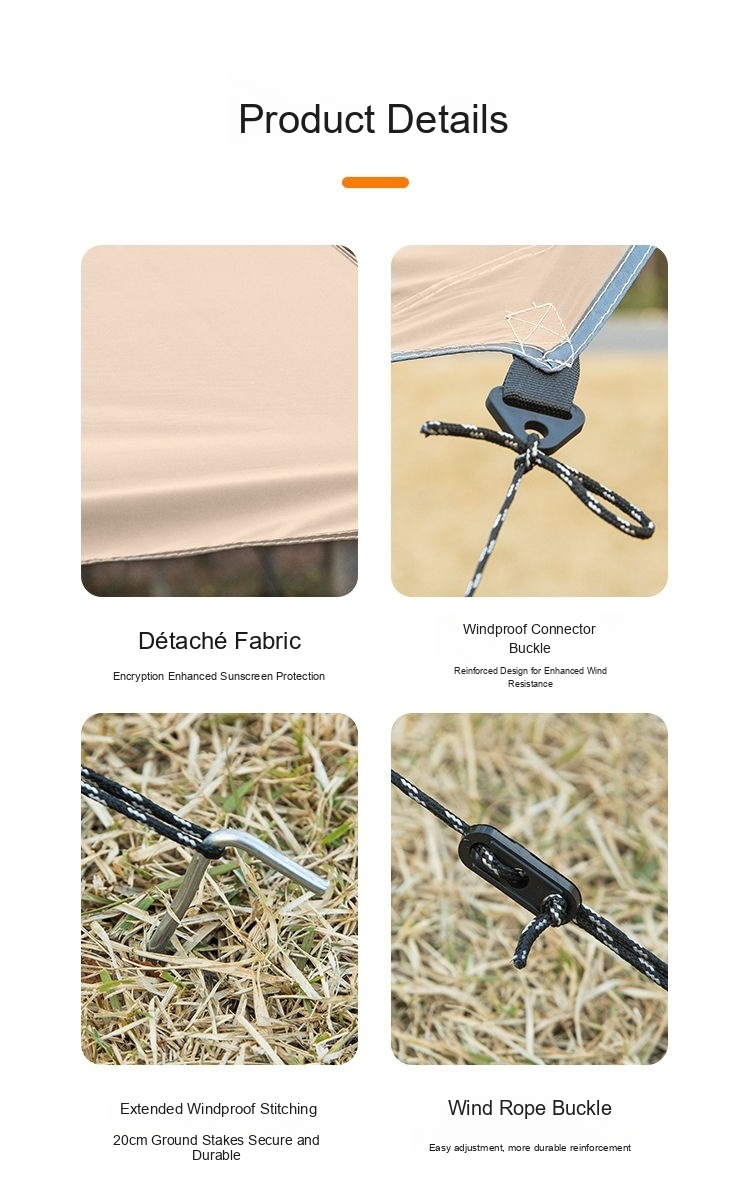 Product Details
Détaché Fabric
Encryption Enhanced Sunscreen Protection
Windproof Connector
Buckle
Reinforced Design for Enhanced Wind
Resistance
Extended Windproof Stitching
20cm Ground Stakes Secure and
Durable
Wind Rope Buckle
Easy adjustment, more durable reinforcement